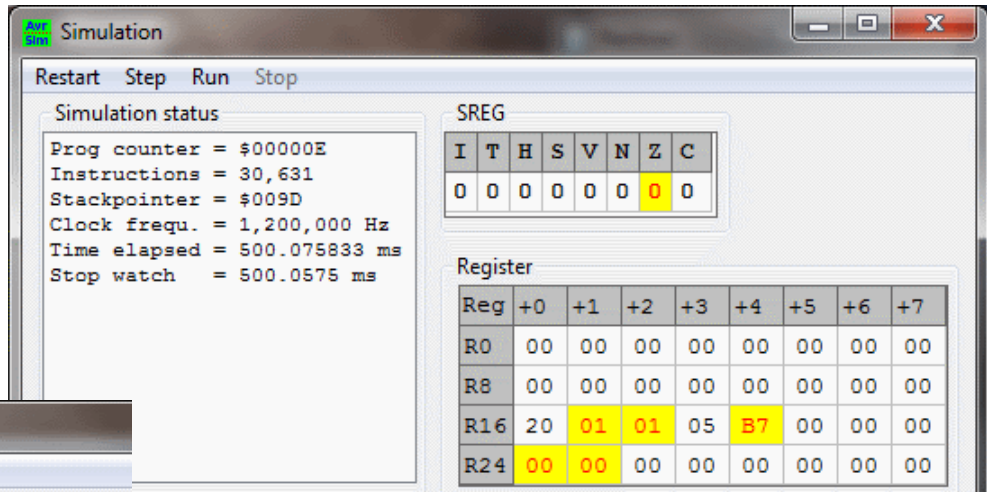 Avr Sim Simulation
Restart Step Run Stop
Simulation status
Prog counter = $00000E
Instructions = 30,631
Stackpointer = $009D
Clock frequ. = 1,200,000 Hz
Time elapsed = 500.075833 ms
Stop watch = 500.0575 ms
SREG
I T H S V N Z C
0 0 0 0 0 0 0 0
Register
Reg +0 +1 +2 +3 +4 +5 +6 +7
R0 00 00 00 00 00 00 00 00
R8 00 00 00 00 00 00 00 00
R16 20 01 01 05 B7 00 00 00
R24 00 00 00 00 00 00 00 00